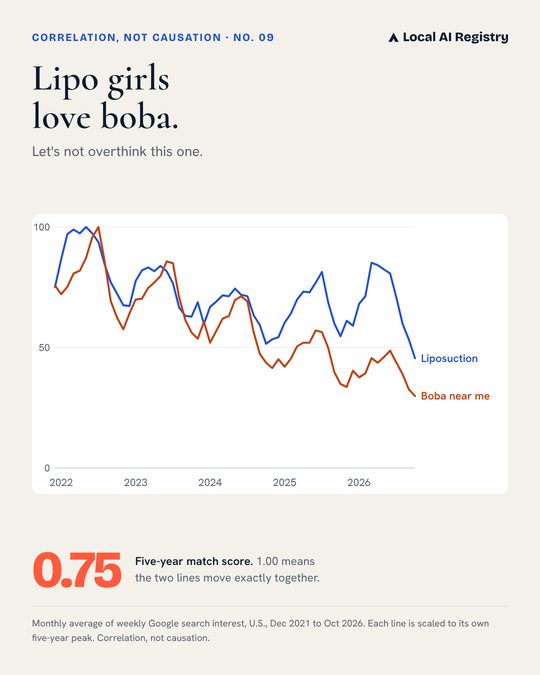 CORRELATION, NOT CAUSATION · NO. 09
Local AI Registry
Lipo girls
love boba.
Let's not overthink this one.
100
50
0
Liposuction
Boba near me
2022 2023 2024 2025 2026
0.75
Five-year match score. 1.00 means
the two lines move exactly together.
Monthly average of weekly Google search interest, U.S., Dec 2021 to Oct 2026. Each line is scaled to its own
five-year peak. Correlation, not causation.